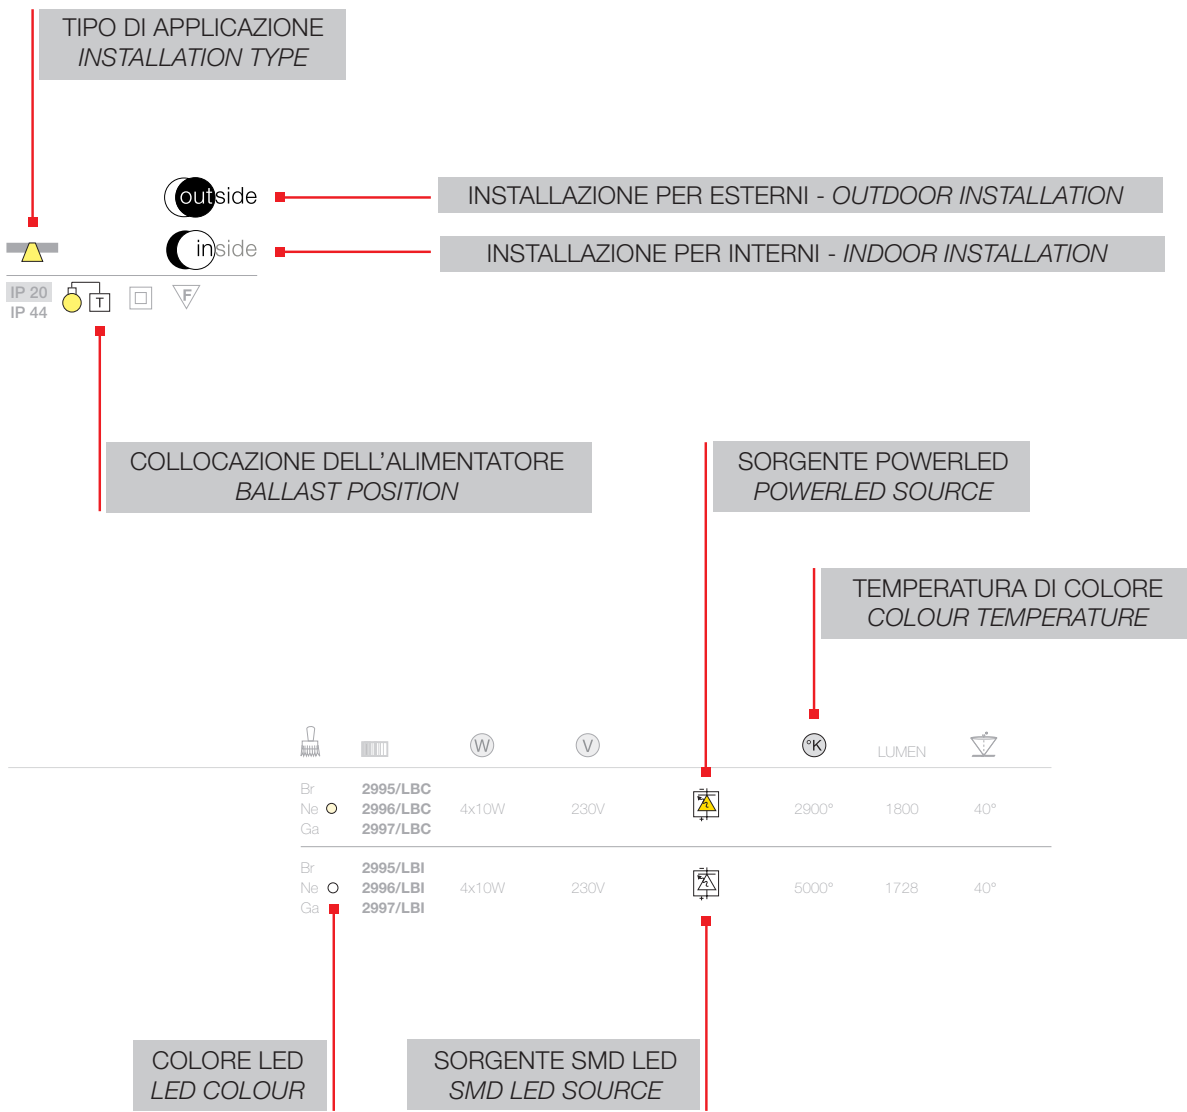 TIPO DI APPLICAZIONE
INSTALLATION TYPE
outside
INSTALLAZIONE PER ESTERNI - OUTDOOR INSTALLATION
inside
INSTALLAZIONE PER INTERNI - INDOOR INSTALLATION
IP 20
IP 44
T
F
COLLOCAZIONE DELL'ALIMENTATORE
BALLAST POSITION
SORGENTE POWERLED
POWERLED SOURCE
TEMPERATURA DI COLORE
COLOUR TEMPERATURE
W V °K LUMEN
Br 2995/LBC
Ne 2996/LBC 4x10W 230V 2900° 1800 40°
Ga 2997/LBC
Br 2995/LBI
Ne 2996/LBI 4x10W 230V 5000° 1728 40°
Ga 2997/LBI
COLORE LED
LED COLOUR
SORGENTE SMD LED
SMD LED SOURCE